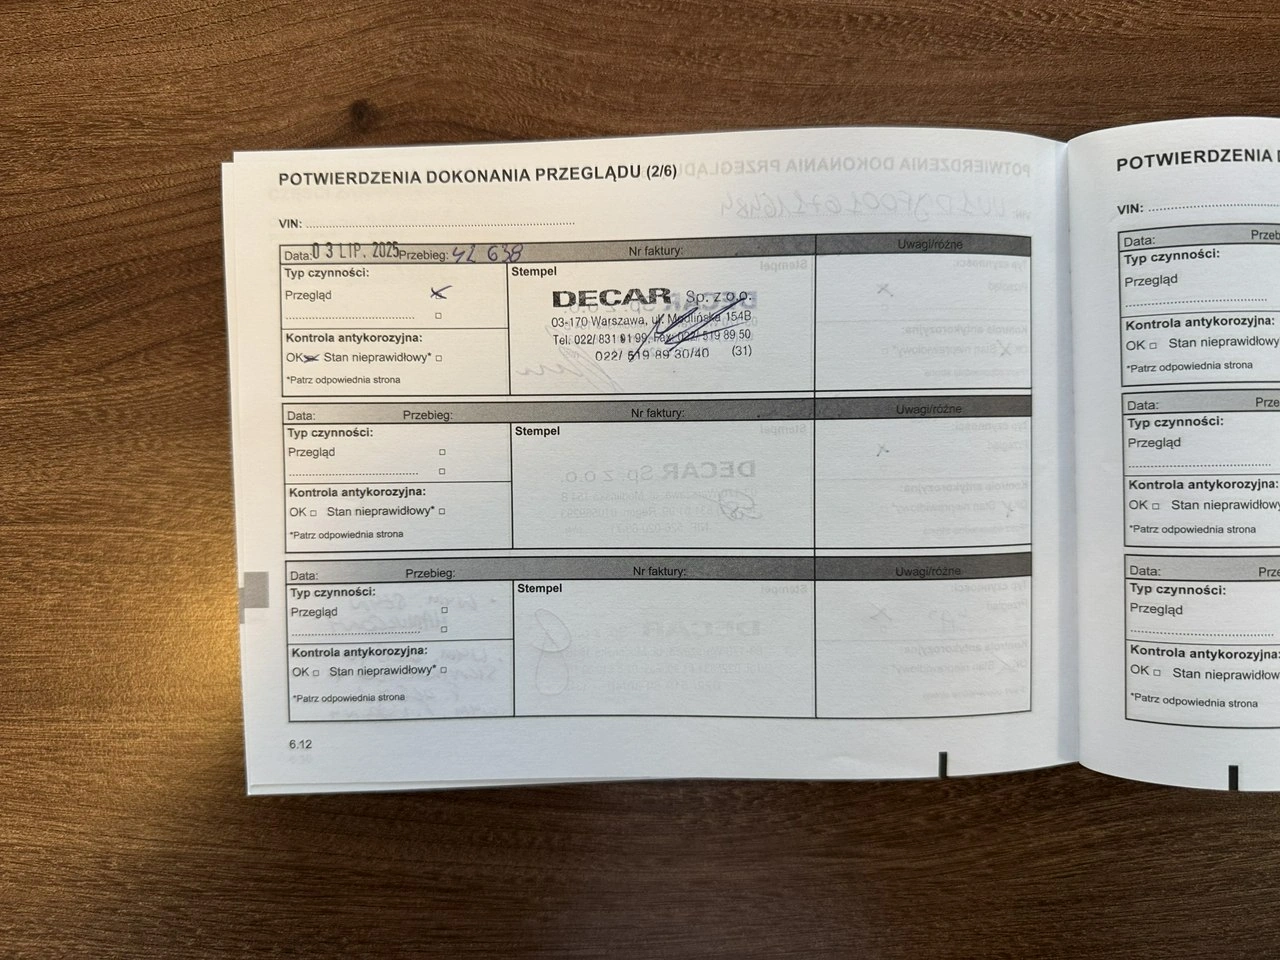 POTWIERDZENIA DOKONANIA PRZEGLĄDU (2/6)
VIN:
Data: 03 LIP. 2025 Przebieg: 42 638 Nr faktury: Uwagi/różne
Typ czynności:
Przegląd
Kontrola antykorozyjna:
OK Stan nieprawidłowy*
*Patrz odpowiednia strona
Stempel
DECAR Sp. z o.o.
03-170 Warszawa, ul. Modlińska 154B
Tel. 022/ 831 91 99, Fax: 022/ 519 89 50
022/ 519 89 30/40 (31)
Data: Przebieg: Nr faktury: Uwagi/różne
Typ czynności:
Przegląd
Kontrola antykorozyjna:
OK Stan nieprawidłowy*
*Patrz odpowiednia strona
Stempel
Data: Przebieg: Nr faktury: Uwagi/różne
Typ czynności:
Przegląd
Kontrola antykorozyjna:
OK Stan nieprawidłowy*
*Patrz odpowiednia strona
Stempel
6.12
POTWIERDZENIA
VIN:
Data: Przeb
Typ czynności:
Przegląd
Kontrola antykorozyjna:
OK Stan nieprawidłowy
*Patrz odpowiednia strona
Data: Prze
Typ czynności:
Przegląd
Kontrola antykorozyjna:
OK Stan nieprawidłowy
*Patrz odpowiednia strona
Data: Prze
Typ czynności:
Przegląd
Kontrola antykorozyjna:
OK Stan nieprawidłow
*Patrz odpowiednia strona